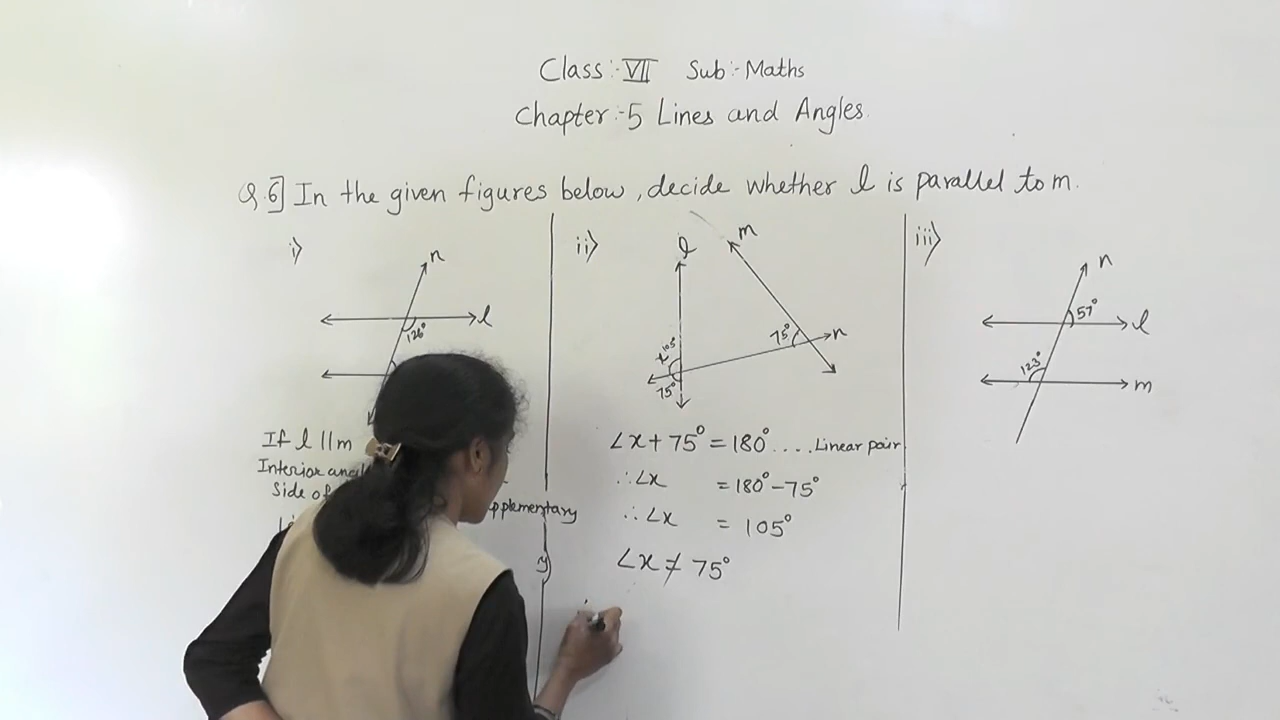 Class :- VII Sub :- Maths
Chapter :- 5 Lines and Angles.
Q.6] In the given figures below, decide whether l is parallel to m.
i>
n
l
126°
If l || m
Interior
Side of
pplementary
ii>
l
m
n
x 105°
75°
75°
∠x + 75° = 180° .... Linear pair
∴ ∠x = 180° - 75°
∴ ∠x = 105°
∠x ≠ 75°
iii>
n
57°
l
123°
m